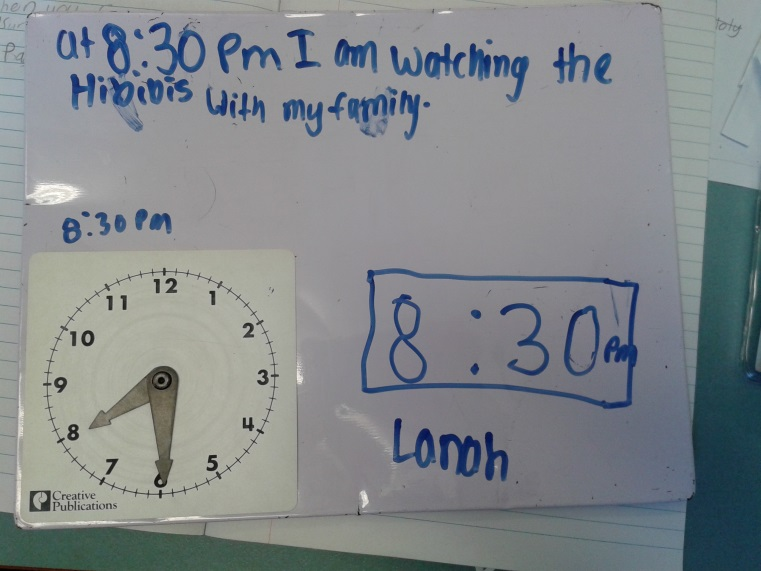 at 8:30 pm I am watching the
Hibibis with my family.
8:30 pm
12
1
2
3
4
5
6
7
8
9
10
11
Creative
Publications
8:30 pm
Lanah